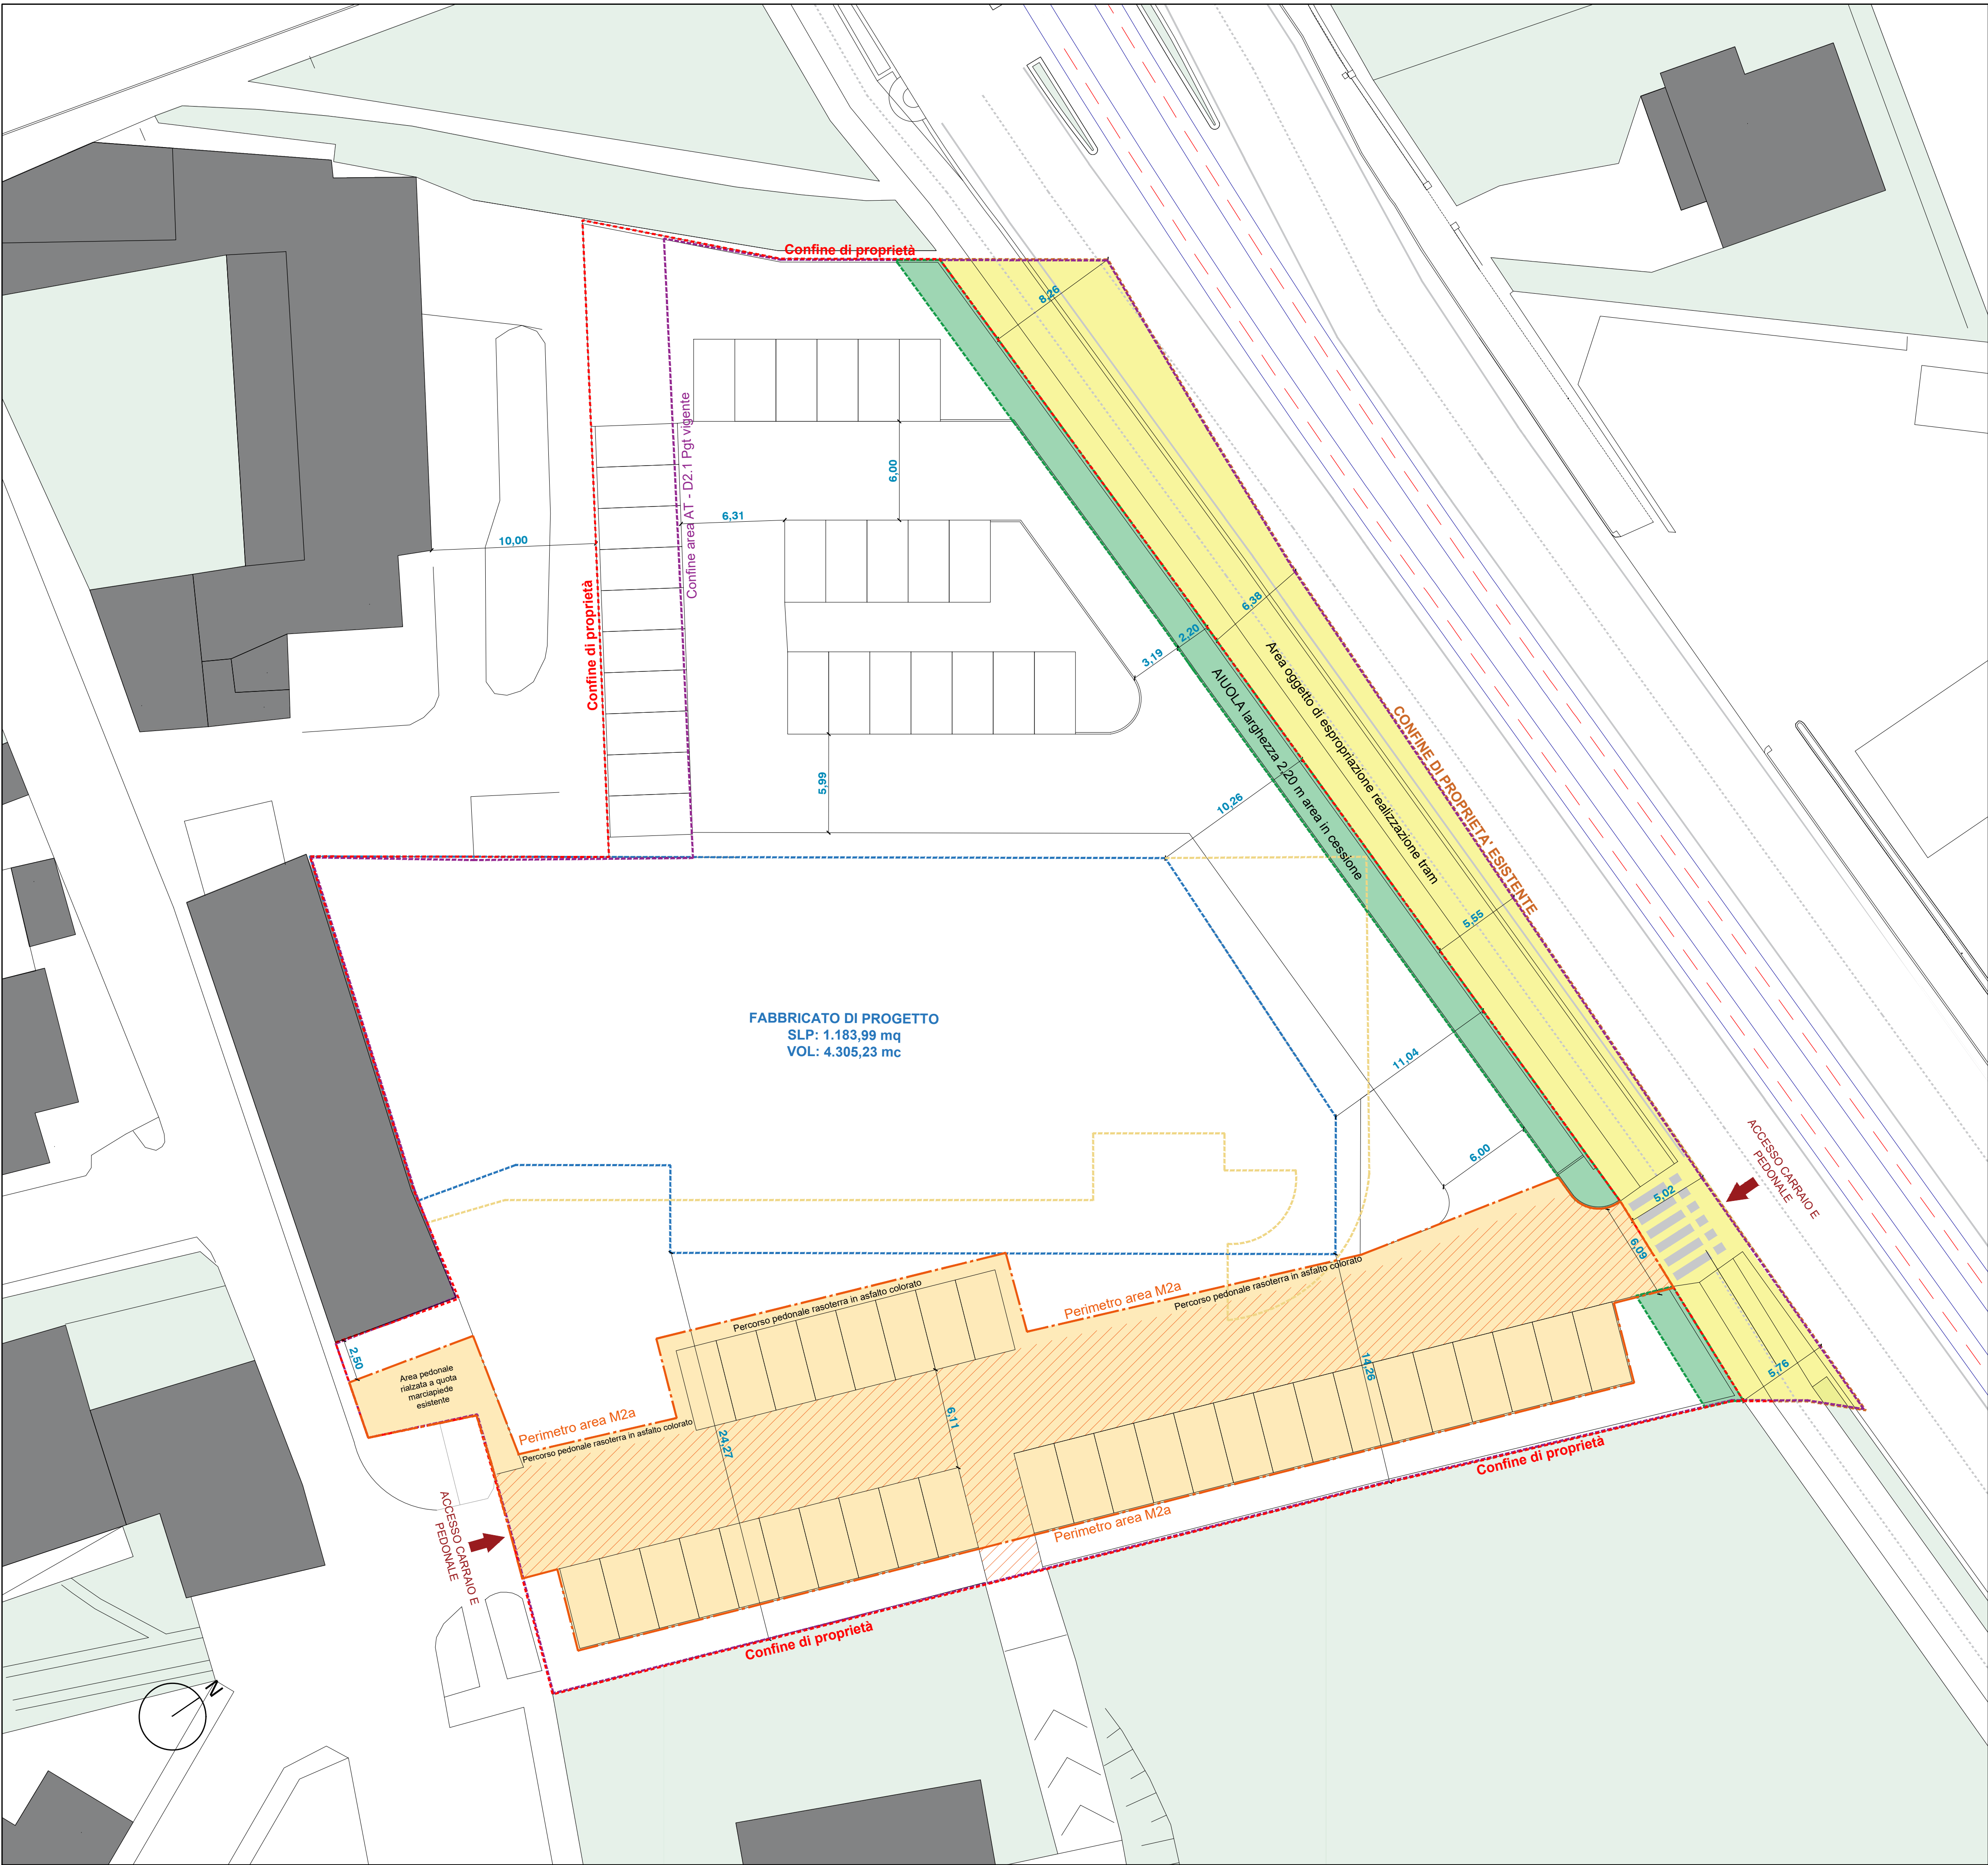 Confine di proprietà
8,26
Confine area AT - D2.1 Pgt vigente
6,00
6,31
10,00
Confine di proprietà
6,38
2,20
3,19
Area oggetto di espropriazione realizzazione tram
AIUOLA larghezza 2,20 m area in cessione
CONFINE DI PROPRIETA' ESISTENTE
5,99
10,26
5,55
FABBRICATO DI PROGETTO
SLP: 1.183,99 mq
VOL: 4.305,23 mc
11,04
6,00
ACCESSO CARRAIO E
PEDONALE
5,02
6,09
Perimetro area M2a
Percorso pedonale rasoterra in asfalto colorato
Percorso pedonale rasoterra in asfalto colorato
2,50
Area pedonale
rialzata a quota
marciapiede
esistente
14,26
5,76
Perimetro area M2a
Percorso pedonale rasoterra in asfalto colorato
24,27
6,11
Confine di proprietà
Perimetro area M2a
ACCESSO CARRAIO E
PEDONALE
Confine di proprietà
N